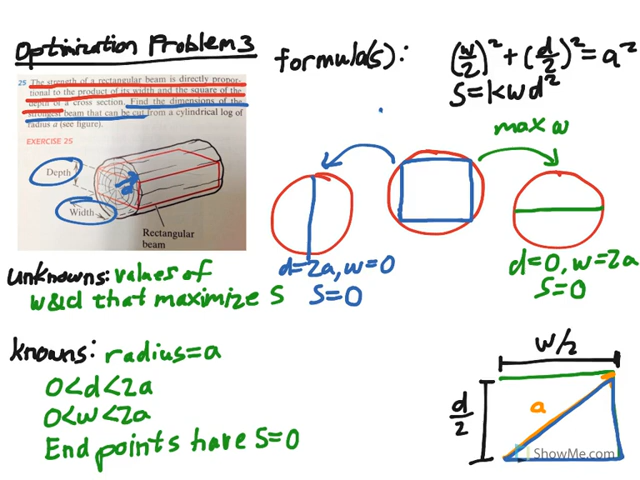 Optimization Problem 3
25 The strength of a rectangular beam is directly propor-
tional to the product of its width and the square of the
depth of a cross section. Find the dimensions of the
strongest beam that can be cut from a cylindrical log of
radius a (see figure).
EXERCISE 25
Depth
Width
Rectangular
beam
unknowns: values of
w&d that maximize S
knowns: radius=a
0<d<2a
0<w<2a
End points have S=0
formula(s):
(w/2)²+(d/2)²=a²
S=kwd²
max w
d=2a, w=0
S=0
d=0, w=2a
S=0
w/2
d/2
a
ShowMe.com